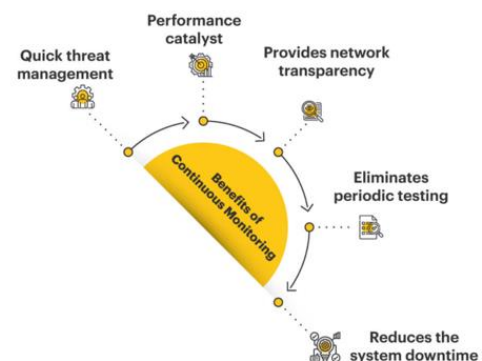 Performance
catalyst
Quick threat
management
Provides network
transparency
Eliminates
periodic testing
Benefits of
Continuous Monitoring
Reduces the
system downtime